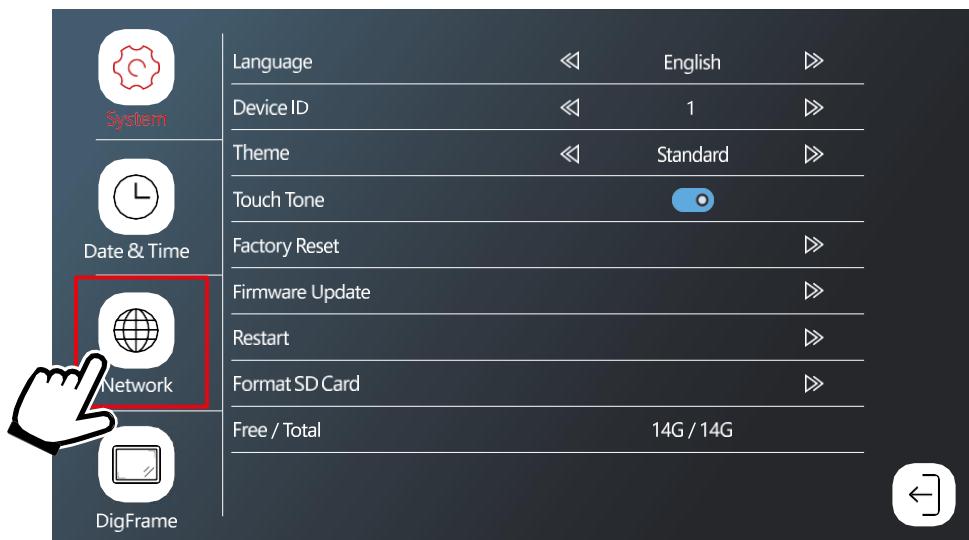 System
Date & Time
Network
DigFrame
Language English
Device ID 1
Theme Standard
Touch Tone
Factory Reset
Firmware Update
Restart
Format SD Card
Free / Total 14G / 14G